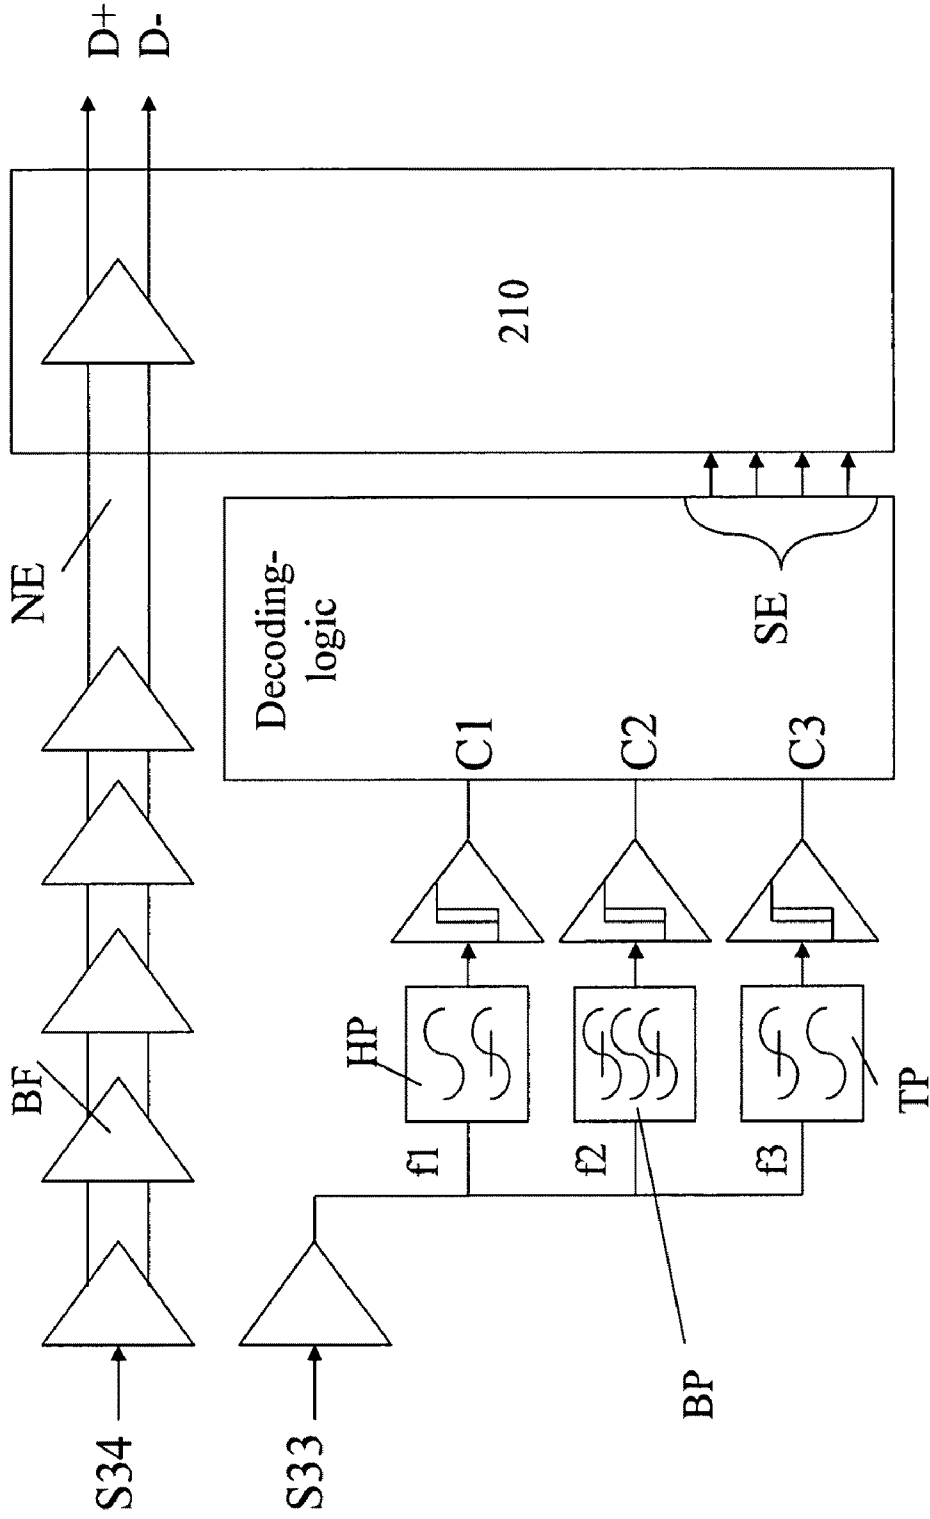 S34
BF
NE
D+
D-
S33
f1
HP
C1
Decoding-
logic
210
f2
BP
C2
f3
TP
C3
SE